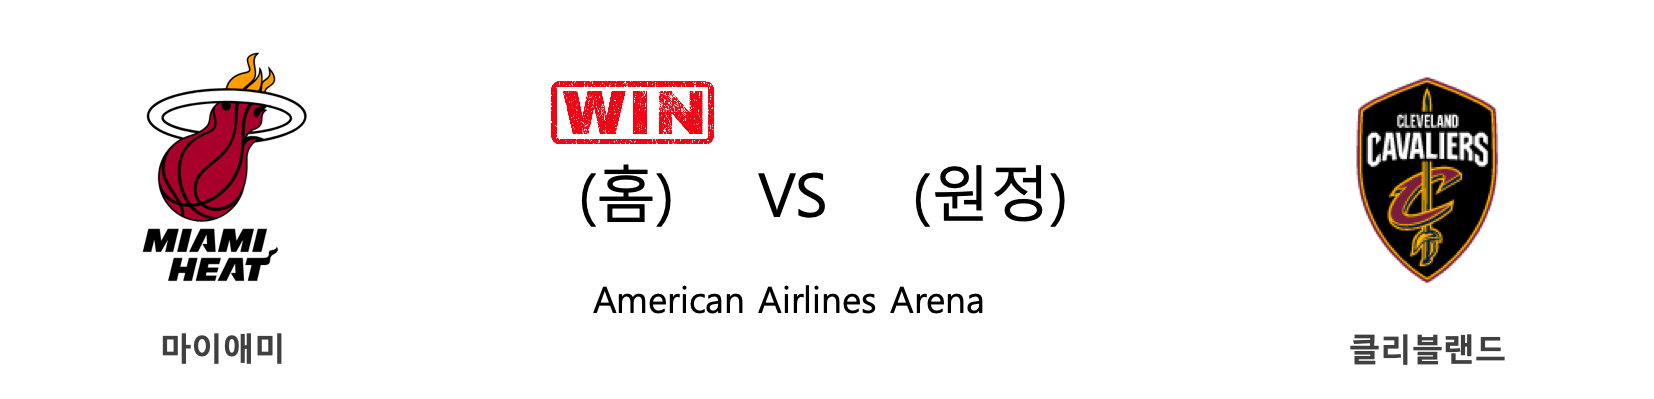 MIAMI
HEAT
마이애미
WIN
(홈) VS (원정)
American Airlines Arena
CLEVELAND
CAVALIERS
C
클리블랜드